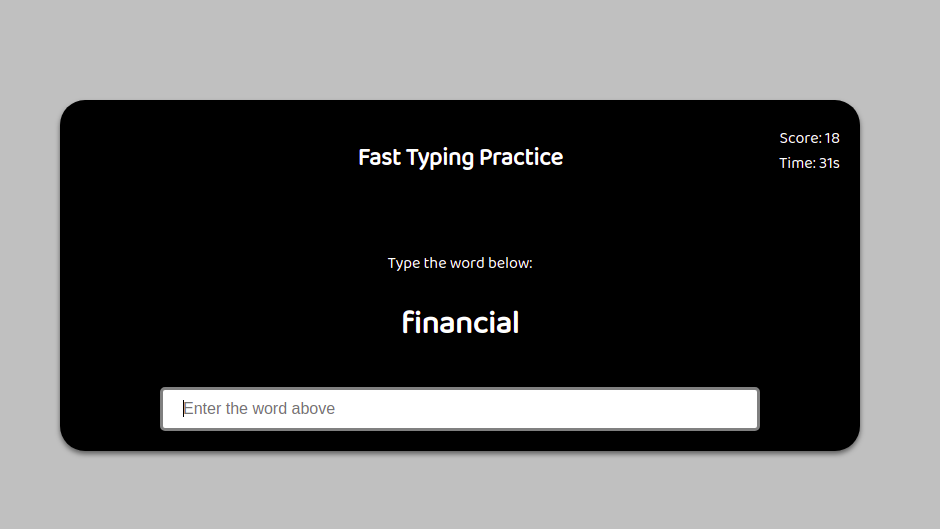 Score: 18
Time: 31s
Fast Typing Practice
Type the word below:
financial
Enter the word above